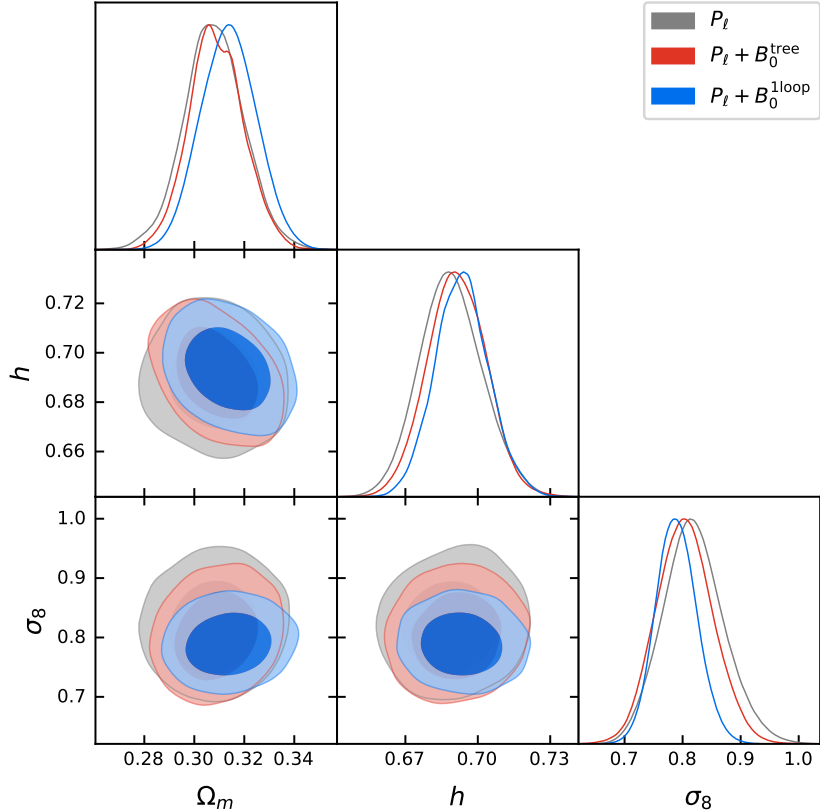 P_ℓ
P_ℓ + B_0^tree
P_ℓ + B_0^1loop
h
0.72
0.70
0.68
0.66
σ_8
1.0
0.9
0.8
0.7
0.28 0.30 0.32 0.34
0.67 0.70 0.73
0.7 0.8 0.9 1.0
Ω_m
h
σ_8